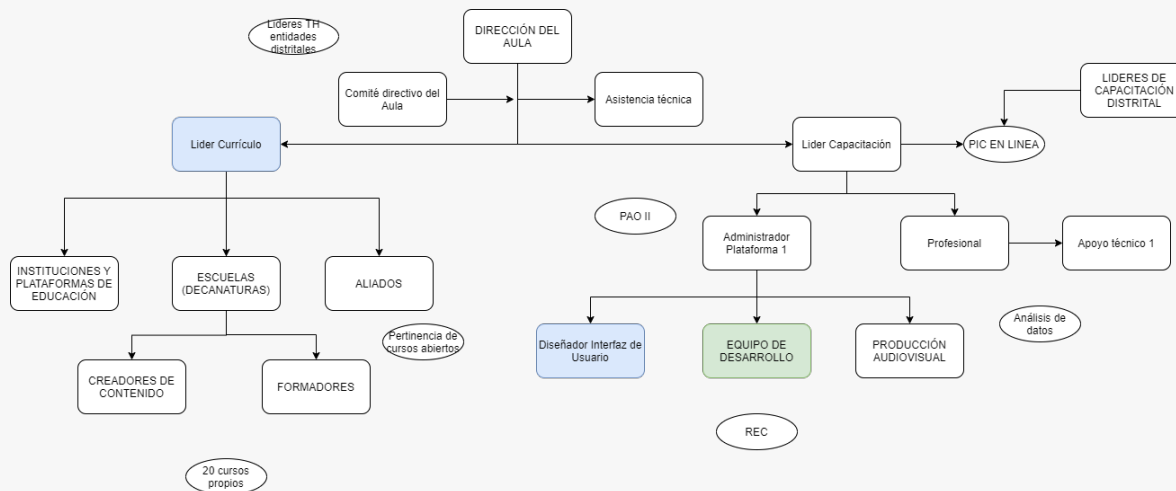 Lideres TH
entidades
distritales
DIRECCIÓN DEL
AULA
Comité directivo del
Aula
Asistencia técnica
LIDERES DE
CAPACITACIÓN
DISTRITAL
Lider Currículo
Lider Capacitación
PIC EN LINEA
PAO II
Administrador
Plataforma 1
Profesional
Apoyo técnico 1
INSTITUCIONES Y
PLATAFORMAS DE
EDUCACIÓN
ESCUELAS
(DECANATURAS)
ALIADOS
Pertinencia de
cursos abiertos
Análisis de
datos
Diseñador Interfaz de
Usuario
EQUIPO DE
DESARROLLO
PRODUCCIÓN
AUDIOVISUAL
CREADORES DE
CONTENIDO
FORMADORES
REC
20 cursos
propios